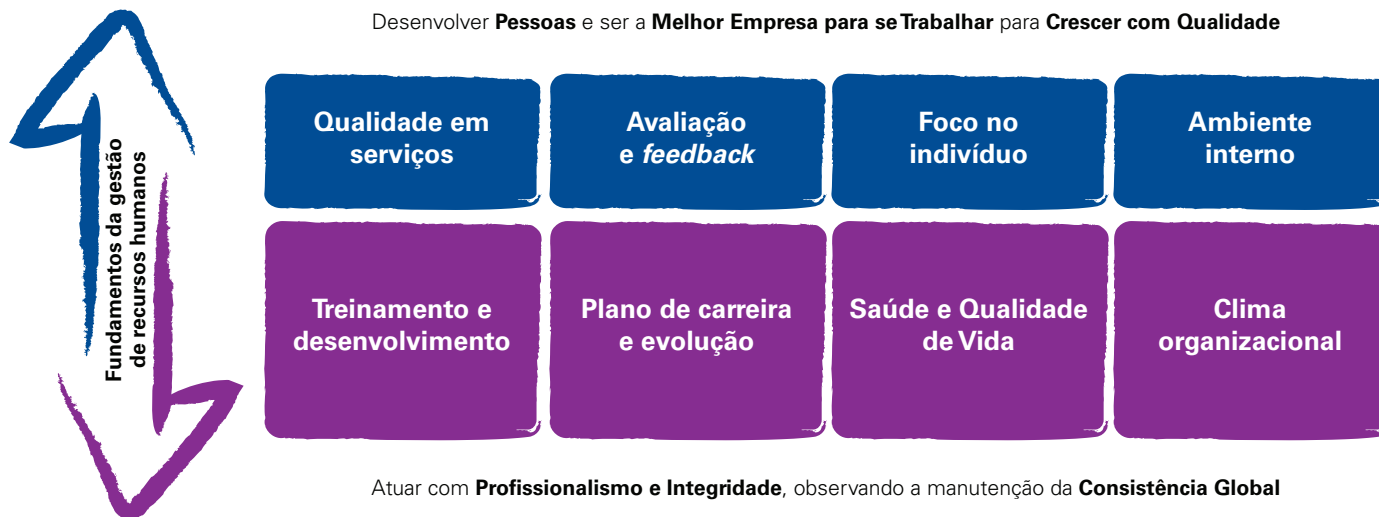 Desenvolver Pessoas e ser a Melhor Empresa para se Trabalhar para Crescer com Qualidade
Fundamentos da gestão
de recursos humanos
Qualidade em
serviços
Avaliação
e feedback
Foco no
indivíduo
Ambiente
interno
Treinamento e
desenvolvimento
Plano de carreira
e evolução
Saúde e Qualidade
de Vida
Clima
organizacional
Atuar com Profissionalismo e Integridade, observando a manutenção da Consistência Global